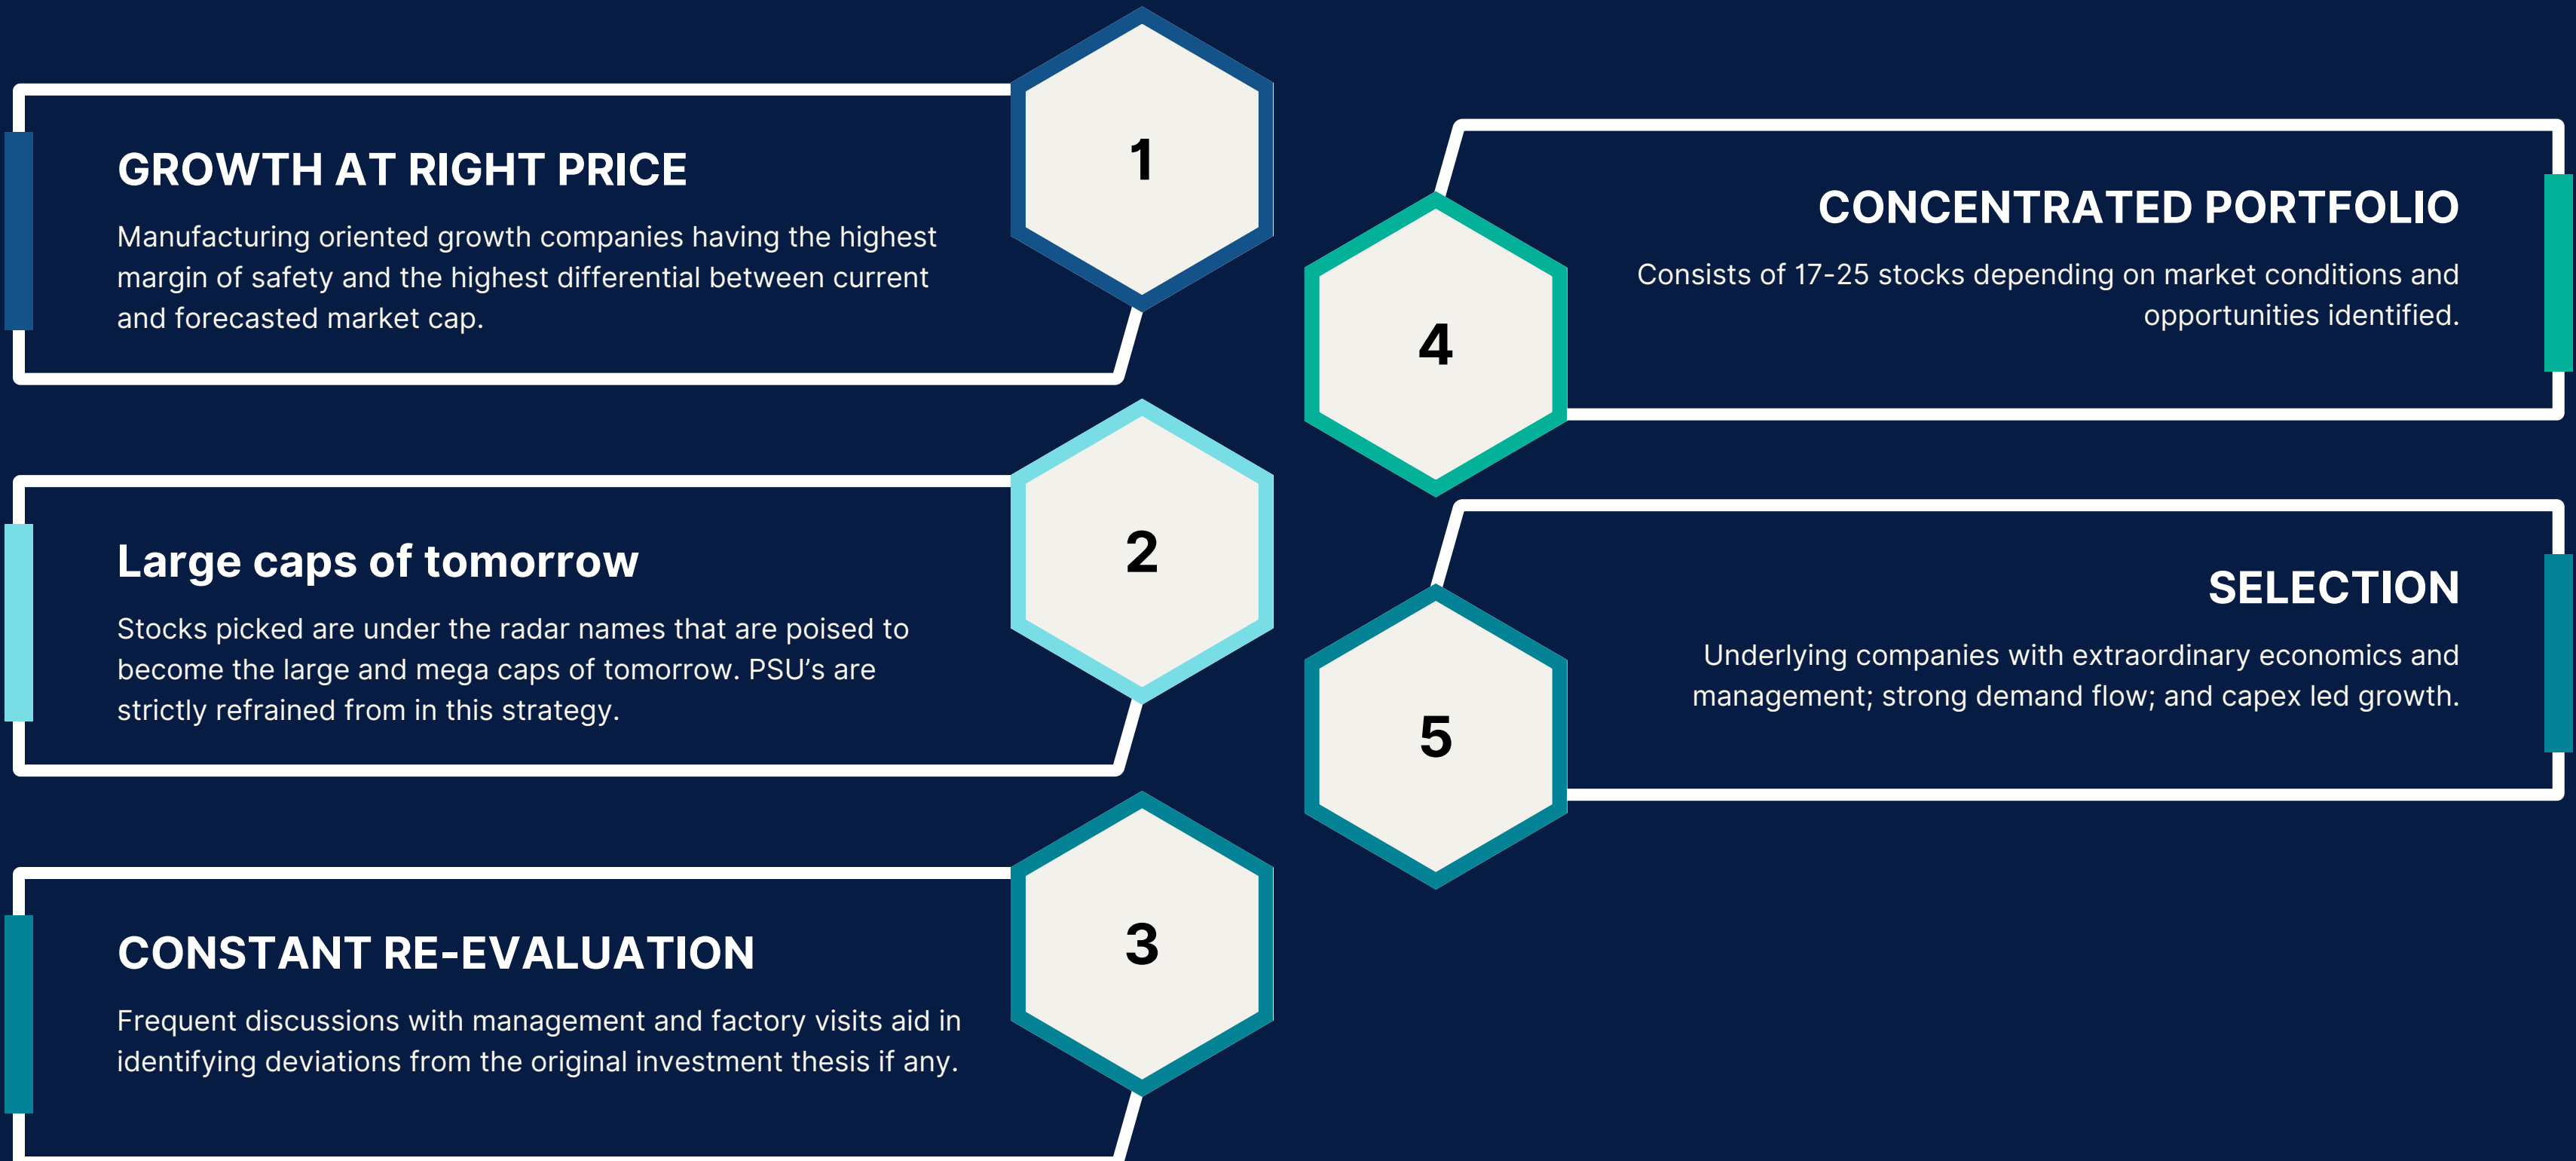 1
GROWTH AT RIGHT PRICE
Manufacturing oriented growth companies having the highest
margin of safety and the highest differential between current
and forecasted market cap.
2
Large caps of tomorrow
Stocks picked are under the radar names that are poised to
become the large and mega caps of tomorrow. PSU’s are
strictly refrained from in this strategy.
3
CONSTANT RE-EVALUATION
Frequent discussions with management and factory visits aid in
identifying deviations from the original investment thesis if any.
4
CONCENTRATED PORTFOLIO
Consists of 17-25 stocks depending on market conditions and
opportunities identified.
5
SELECTION
Underlying companies with extraordinary economics and
management; strong demand flow; and capex led growth.